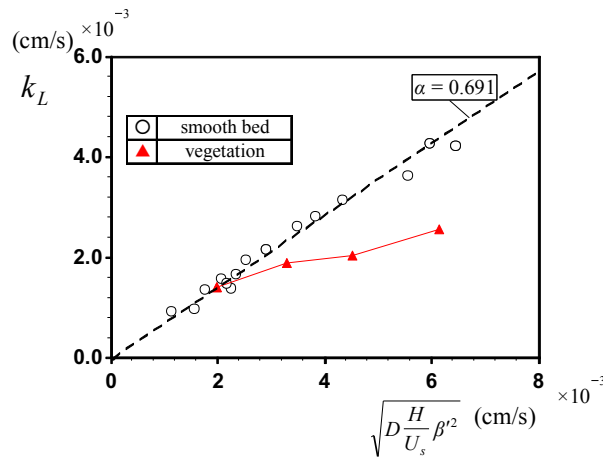 ×10⁻³
(cm/s)
6.0
k_L
α = 0.691
smooth bed
vegetation
4.0
2.0
0.0
0 2 4 6 8
×10⁻³
√(D H/U_s β′²) (cm/s)